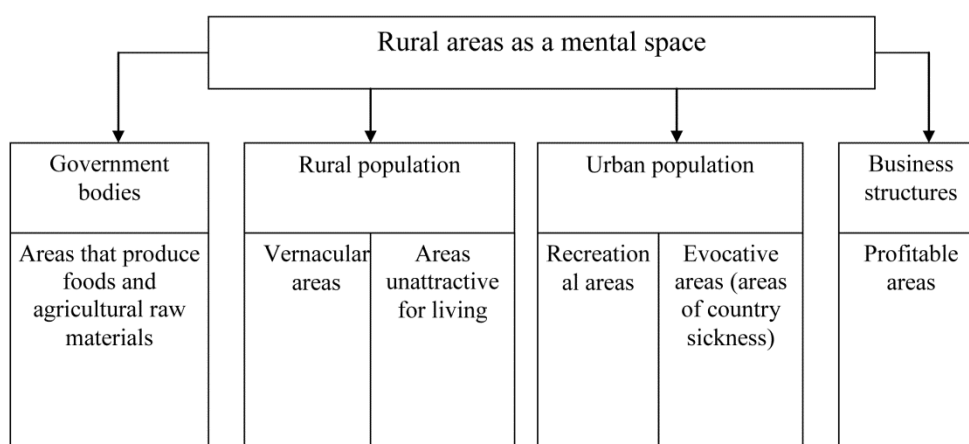 Rural areas as a mental space
Government
bodies
Areas that produce
foods and
agricultural raw
materials
Rural population
Vernacular
areas
Areas
unattractive
for living
Urban population
Recreation
al areas
Evocative
areas (areas
of country
sickness)
Business
structures
Profitable
areas